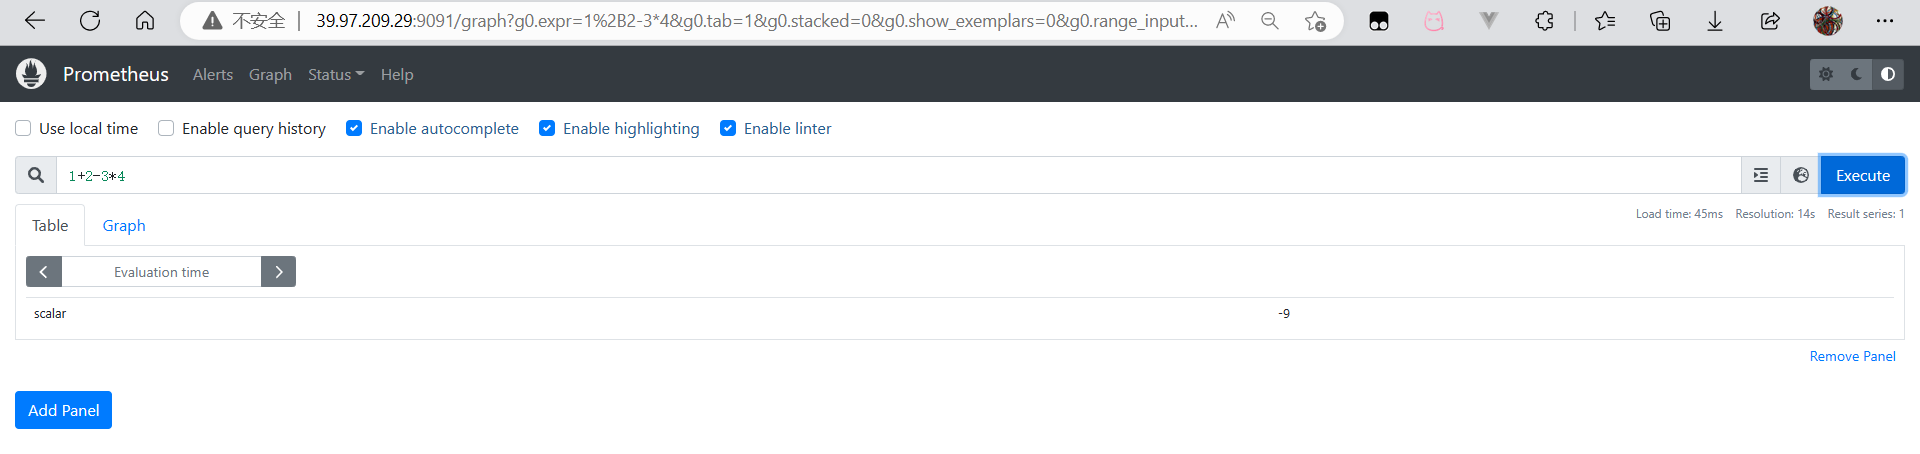 不安全 39.97.209.29:9091/graph?g0.expr=1%2B2-3*4&g0.tab=1&g0.stacked=0&g0.show_exemplars=0&g0.range_input...
Prometheus Alerts Graph Status Help
Use local time Enable query history Enable autocomplete Enable highlighting Enable linter
1+2-3*4 Execute
Table Graph Load time: 45ms Resolution: 14s Result series: 1
Evaluation time
scalar -9
Remove Panel
Add Panel